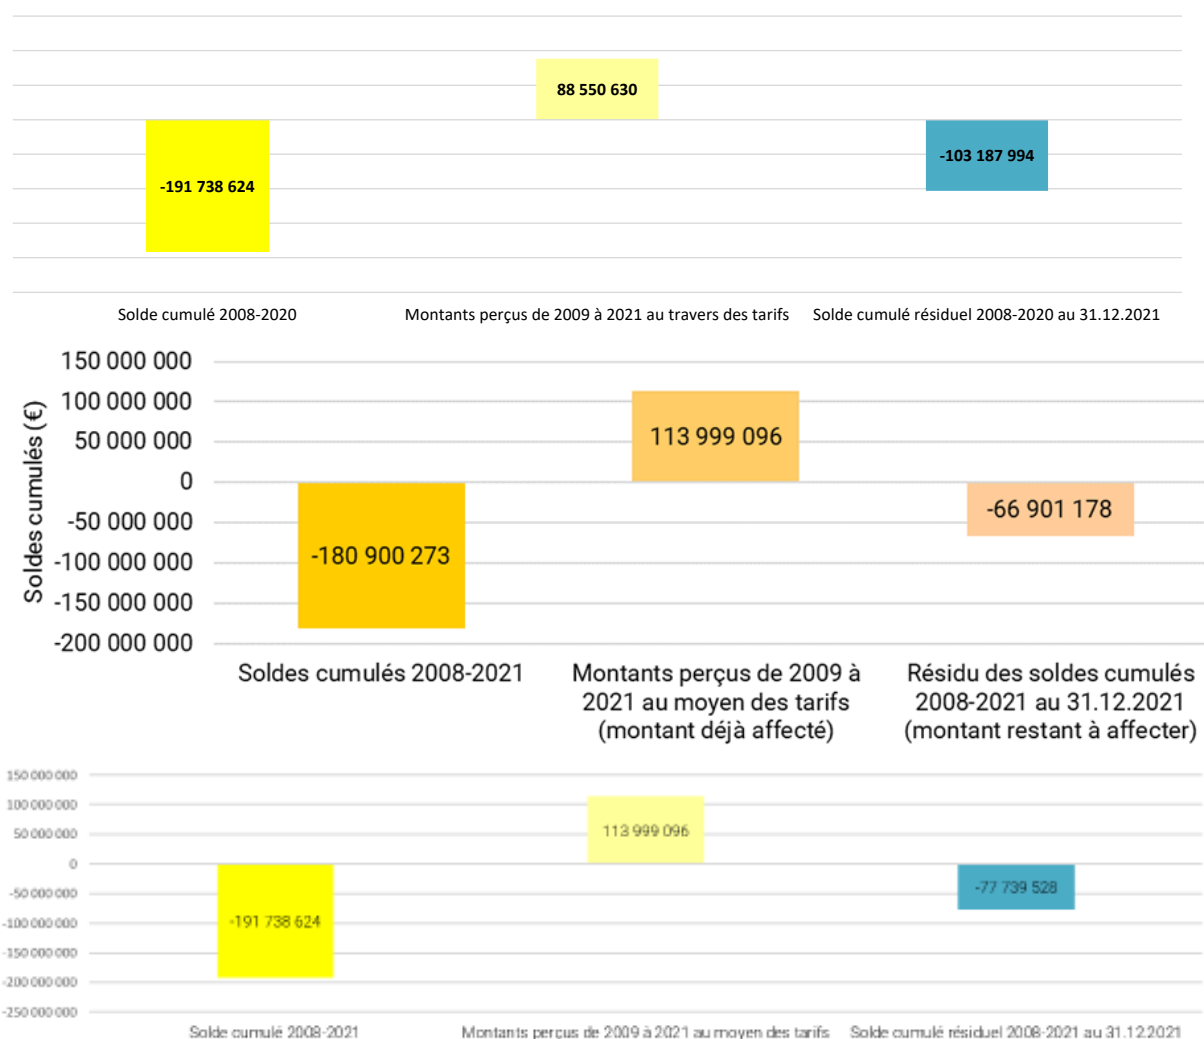 88 550 630
-103 187 994
-191 738 624
Solde cumulé 2008-2020
Montants perçus de 2009 à 2021 au travers des tarifs
Solde cumulé résiduel 2008-2020 au 31.12.2021
Soldes cumulés (€)
150 000 000
100 000 000
50 000 000
0
-50 000 000
-100 000 000
-150 000 000
-200 000 000
113 999 096
-66 901 178
-180 900 273
Soldes cumulés 2008-2021
Montants perçus de 2009 à
2021 au moyen des tarifs
(montant déjà affecté)
Résidu des soldes cumulés
2008-2021 au 31.12.2021
(montant restant à affecter)
150 000 000
100 000 000
50 000 000
0
-50 000 000
-100 000 000
-150 000 000
-200 000 000
-250 000 000
113 999 096
-77 739 528
-191 738 624
Solde cumulé 2008-2021
Montants perçus de 2009 à 2021 au moyen des tarifs
Solde cumulé résiduel 2008-2021 au 31.12.2021